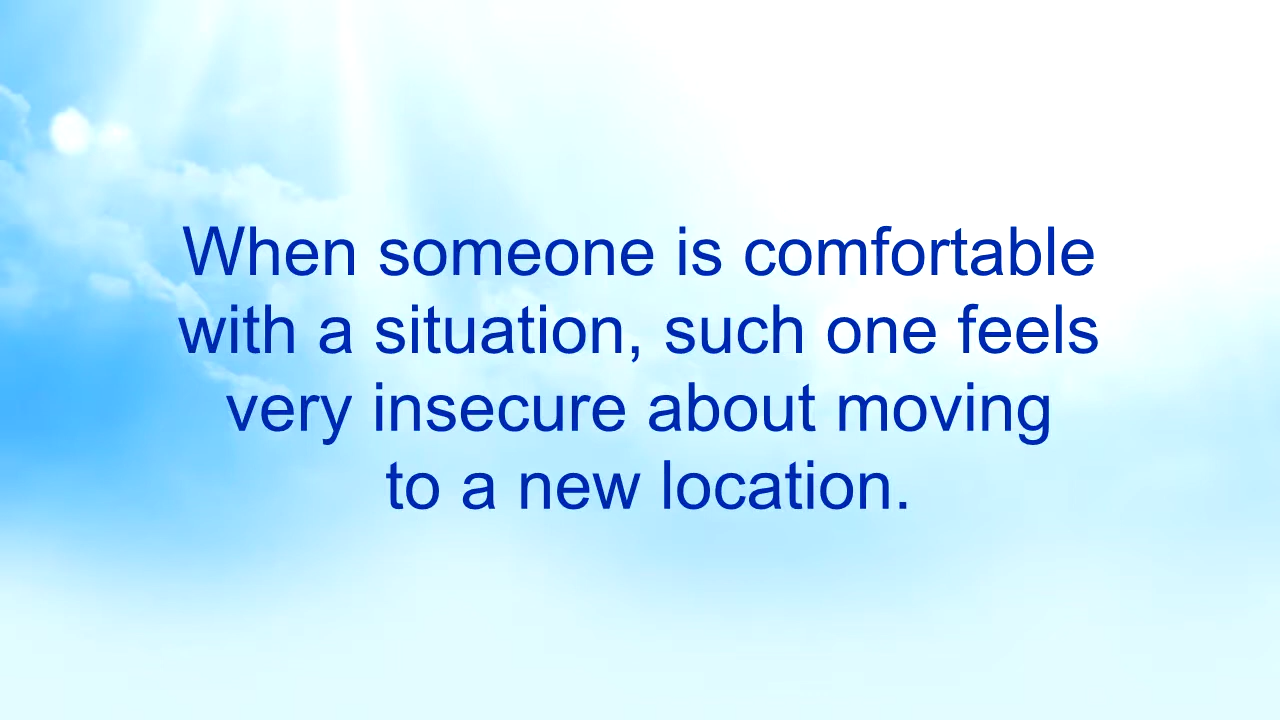 When someone is comfortable
with a situation, such one feels
very insecure about moving
to a new location.